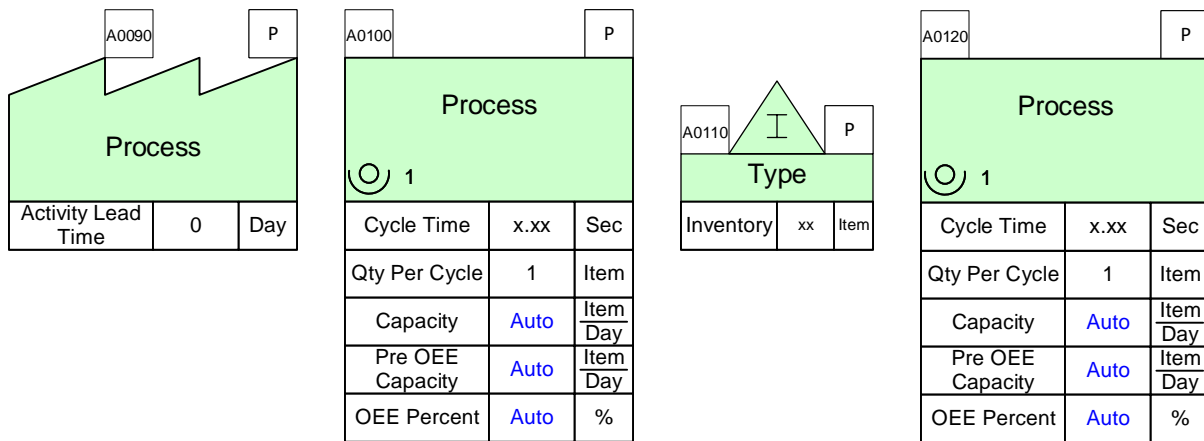 A0090 P
Process
Activity Lead Time 0 Day
A0100 P
Process
1
Cycle Time x.xx Sec
Qty Per Cycle 1 Item
Capacity Auto Item Day
Pre OEE Capacity Auto Item Day
OEE Percent Auto %
A0110 I P
Type
Inventory xx Item
A0120 P
Process
1
Cycle Time x.xx Sec
Qty Per Cycle 1 Item
Capacity Auto Item Day
Pre OEE Capacity Auto Item Day
OEE Percent Auto %